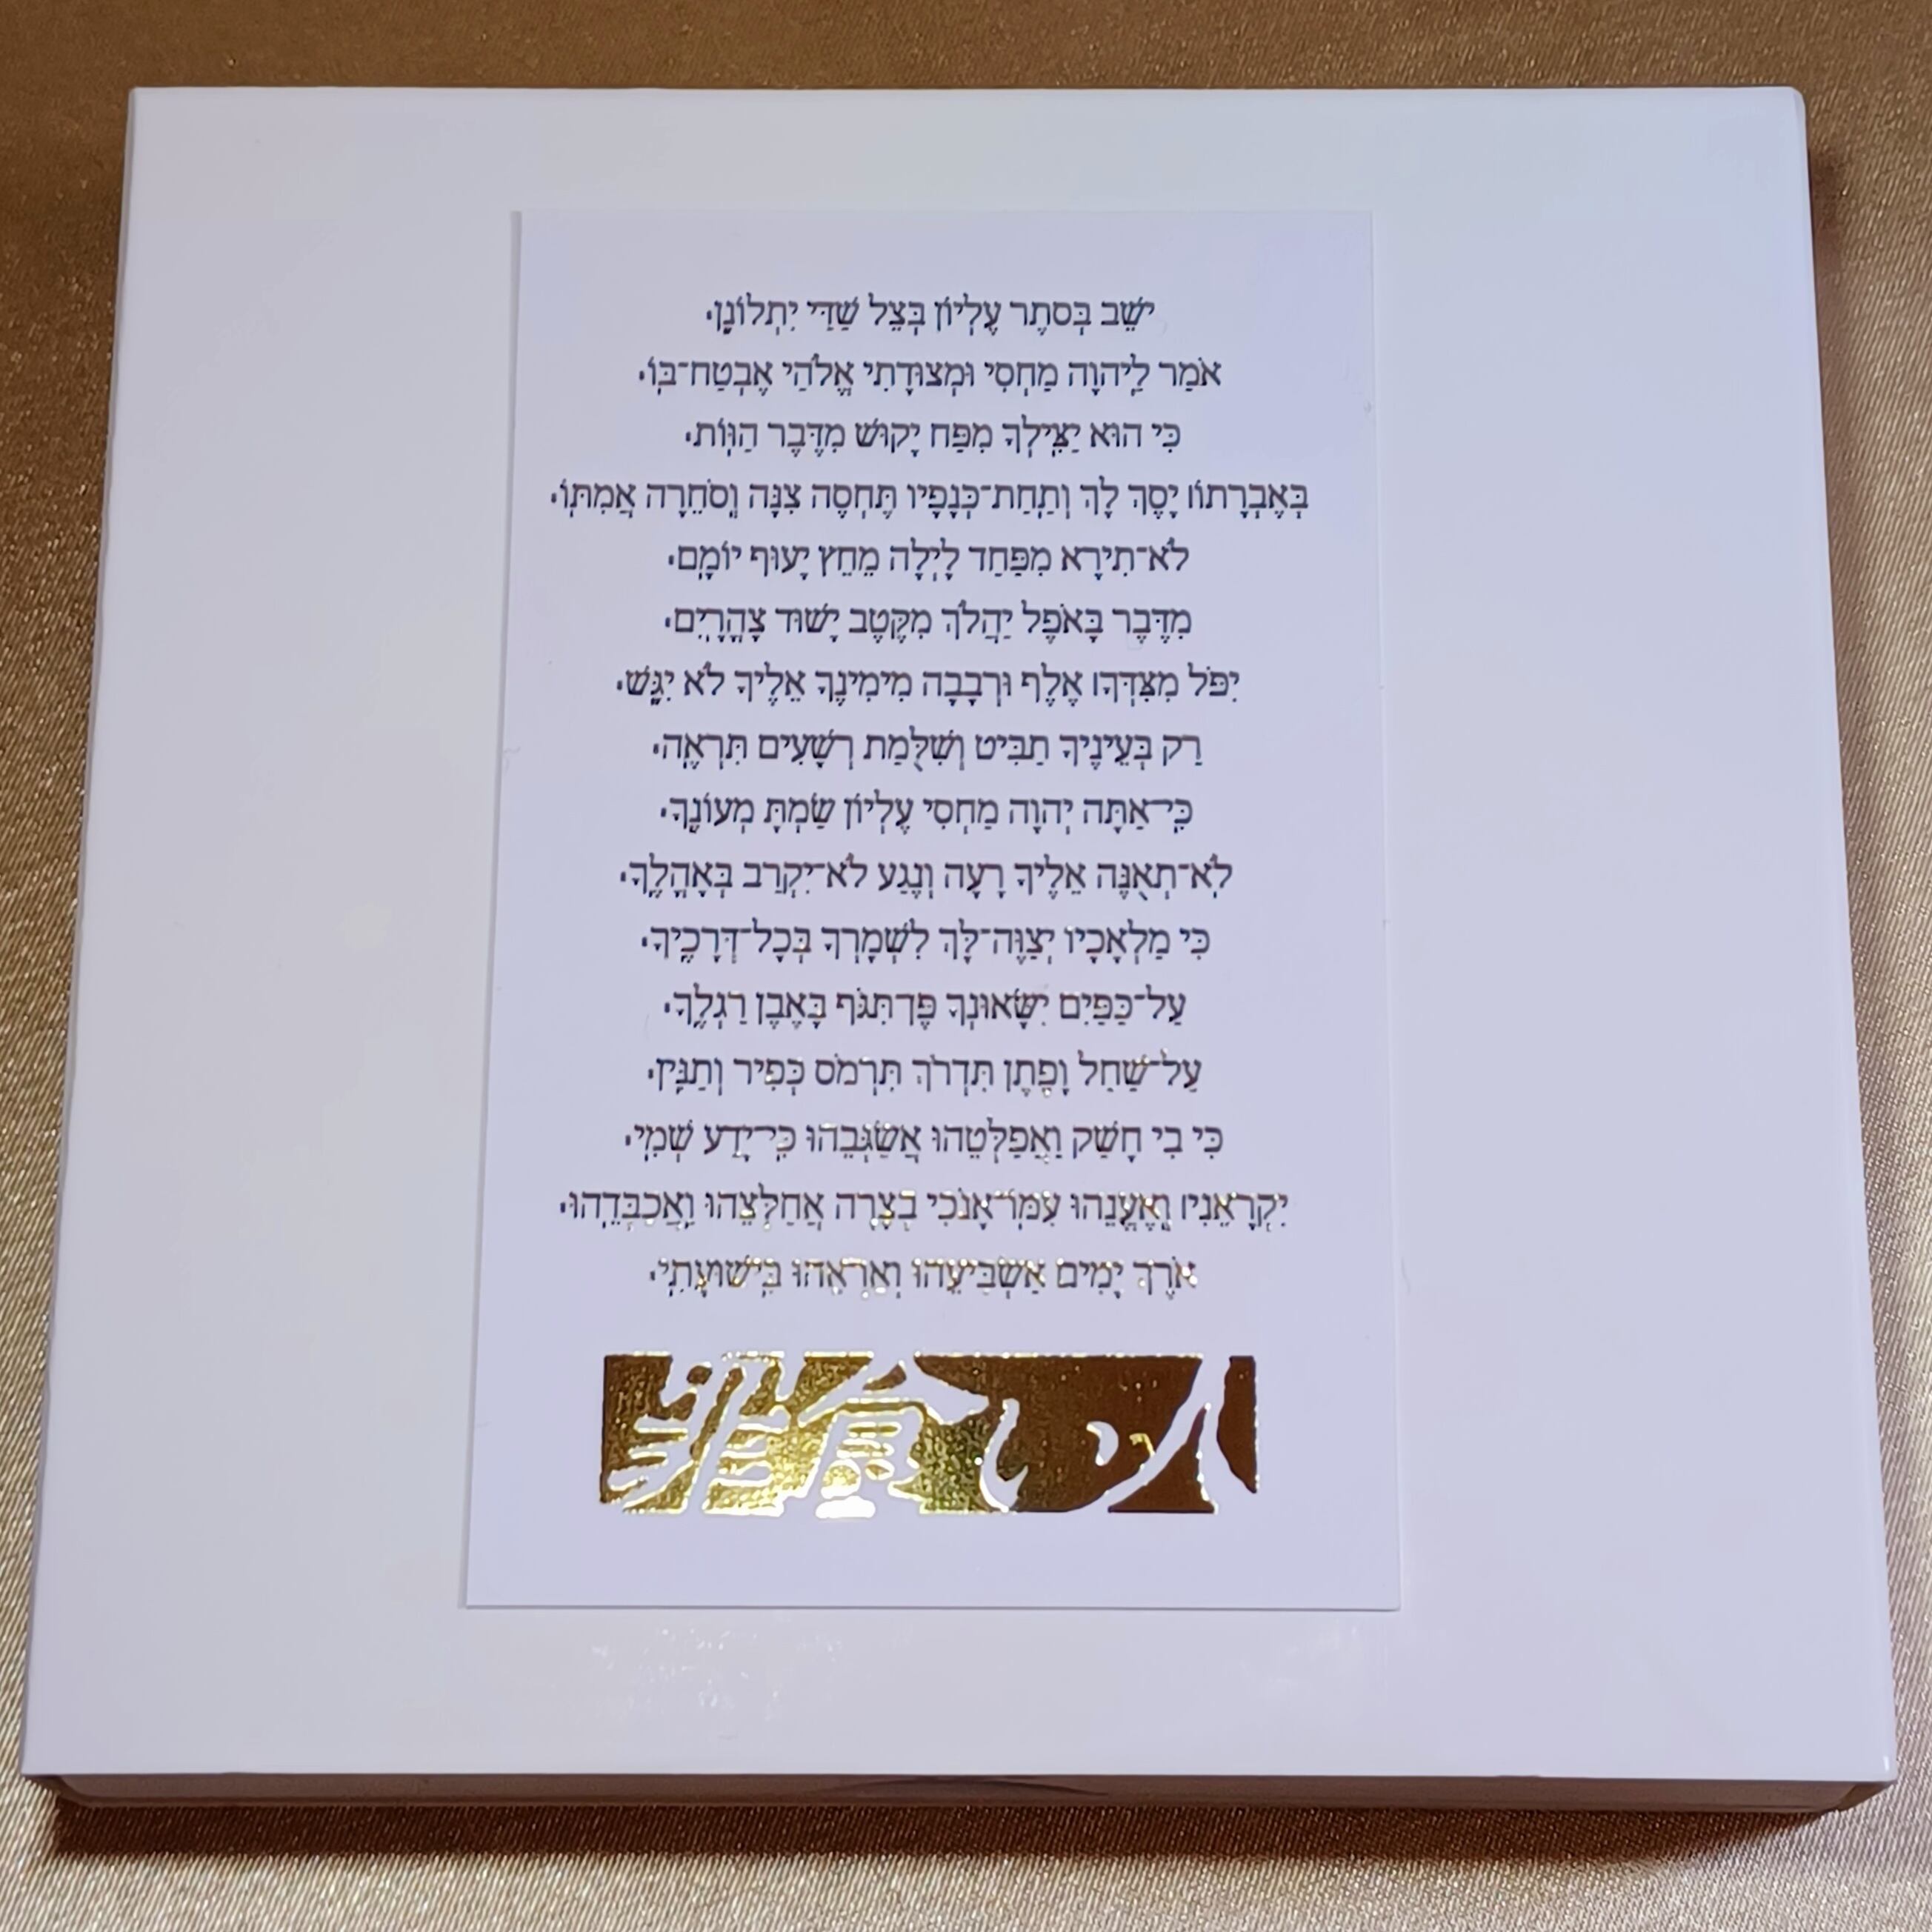 יֹשֵׁב בְּסֵתֶר עֶלְיוֹן בְּצֵל שַׁדַּי יִתְלוֹנָן׃
אֹמַר לַיהוָה מַחְסִי וּמְצוּדָתִי אֱלֹהַי אֶבְטַח־בּוֹ׃
כִּי הוּא יַצִּילְךָ מִפַּח יָקוּשׁ מִדֶּבֶר הַוּוֹת׃
בְּאֶבְרָתוֹ׀ יָסֶךְ לָךְ וְתַחַת־כְּנָפָיו תֶּחְסֶה צִנָּה וְסֹחֵרָה אֲמִתּוֹ׃
לֹא־תִירָא מִפַּחַד לָיְלָה מֵחֵץ יָעוּף יוֹמָם׃
מִדֶּבֶר בָּאֹפֶל יַהֲלֹךְ מִקֶּטֶב יָשׁוּד צָהֳרָיִם׃
יִפֹּל מִצִּדְּךָ׀ אֶלֶף וּרְבָבָה מִימִינֶךָ אֵלֶיךָ לֹא יִגָּשׁ׃
רַק בְּעֵינֶיךָ תַבִּיט וְשִׁלֻּמַת רְשָׁעִים תִּרְאֶה׃
כִּי־אַתָּה יְהוָה מַחְסִי עֶלְיוֹן שַׂמְתָּ מְעוֹנֶךָ׃
לֹא־תְאֻנֶּה אֵלֶיךָ רָעָה וְנֶגַע לֹא־יִקְרַב בְּאָהֳלֶךָ׃
כִּי מַלְאָכָיו יְצַוֶּה־לָּךְ לִשְׁמָרְךָ בְּכָל־דְּרָכֶיךָ׃
עַל־כַּפַּיִם יִשָּׂאוּנְךָ פֶּן־תִּגֹּף בָּאֶבֶן רַגְלֶךָ׃
עַל־שַׁחַל וָפֶתֶן תִּדְרֹךְ תִּרְמֹס כְּפִיר וְתַנִּין׃
כִּי בִי חָשַׁק וַאֲפַלְּטֵהוּ אֲשַׂגְּבֵהוּ כִּי־יָדַע שְׁמִי׃
יִקְרָאֵנִי׀ וְאֶעֱנֵהוּ עִמּוֹ־אָנֹכִי בְצָרָה אֲחַלְּצֵהוּ וַאֲכַבְּדֵהוּ׃
אֹרֶךְ יָמִים אַשְׂבִּיעֵהוּ וְאַרְאֵהוּ בִּישׁוּעָתִי׃